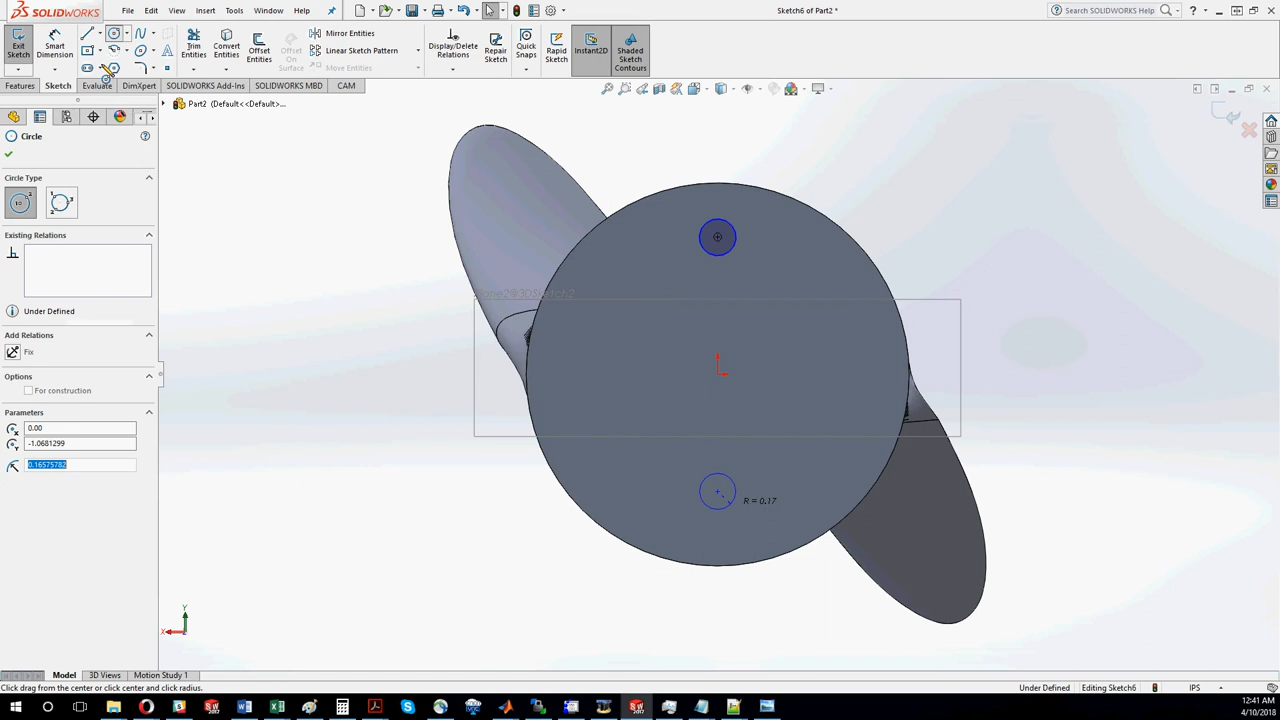 SOLIDWORKS
File Edit View Insert Tools Window Help
Sketch6 of Part2 *
Search SOLIDWORKS Help
Exit Sketch
Smart Dimension
Trim Entities
Convert Entities
Offset Entities
Offset On Surface
Mirror Entities
Linear Sketch Pattern
Move Entities
Display/Delete Relations
Repair Sketch
Quick Snaps
Rapid Sketch
Instant2D
Shaded Sketch Contours
Features Sketch Evaluate DimXpert SOLIDWORKS Add-Ins SOLIDWORKS MBD CAM
Part2 (Default<<Default>...
Circle
Circle Type
Existing Relations
Under Defined
Add Relations
Fix
Options
For construction
Parameters
0.00
-1.0681299
0.16575782
Plane2@3DSketch2
R = 0.17
Y
X
Model 3D Views Motion Study 1
Click drag from the center or click center and click radius.
Under Defined Editing Sketch6 IPS
12:41 AM
4/10/2018